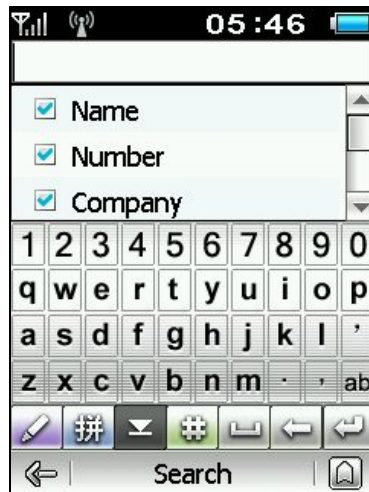 05:46
Name
Number
Company
1 2 3 4 5 6 7 8 9 0
q w e r t y u i o p
a s d f g h j k l ’
z x c v b n m . , ab
拼 #
Search